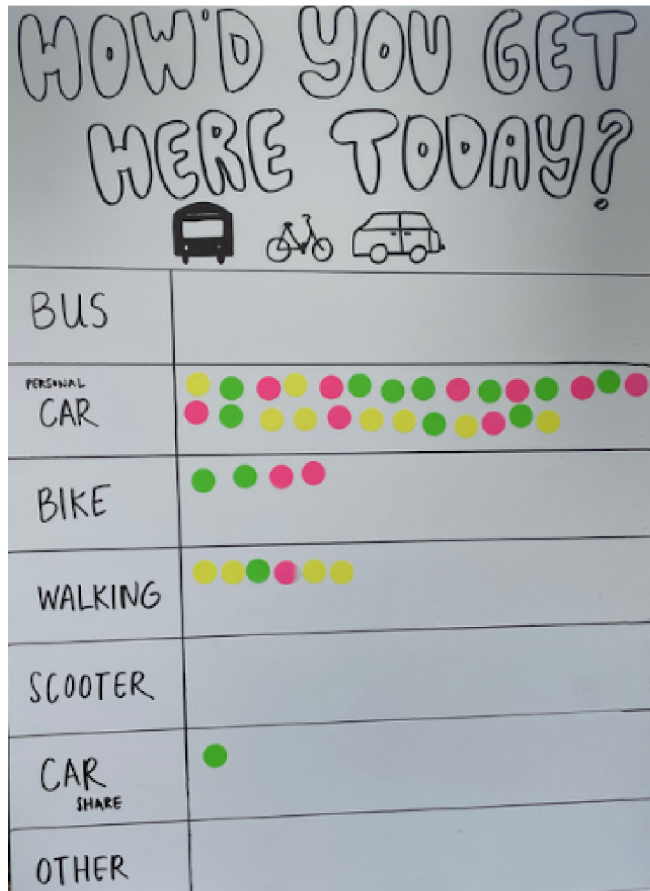 HOW'D YOU GET
HERE TODAY?
BUS
PERSONAL
CAR
BIKE
WALKING
SCOOTER
CAR
SHARE
OTHER